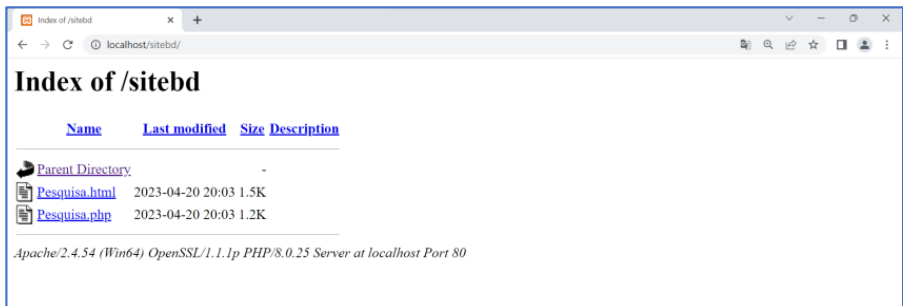 Index of /sitebd
localhost/sitebd/
Index of /sitebd
Name Last modified Size Description
Parent Directory -
Pesquisa.html 2023-04-20 20:03 1.5K
Pesquisa.php 2023-04-20 20:03 1.2K
Apache/2.4.54 (Win64) OpenSSL/1.1.1p PHP/8.0.25 Server at localhost Port 80